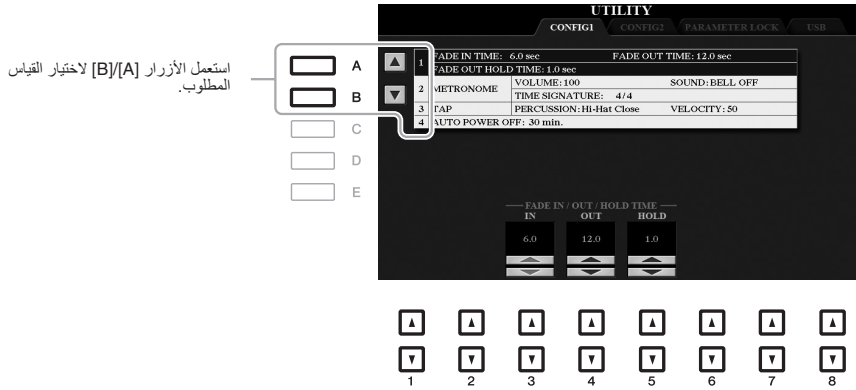 UTILITY
CONFIG1 CONFIG2 PARAMETER LOCK USB
استعمل الأزرار [A]/[B] لاختيار القياس
المطلوب.
A
B
C
D
E
1 FADE IN TIME: 6.0 sec FADE OUT TIME: 12.0 sec
FADE OUT HOLD TIME: 1.0 sec
2 METRONOME VOLUME: 100 SOUND: BELL OFF
TIME SIGNATURE: 4/4
3 TAP PERCUSSION: Hi-Hat Close VELOCITY: 50
4 AUTO POWER OFF: 30 min.
FADE IN / OUT / HOLD TIME
IN OUT HOLD
6.0 12.0 1.0
1 2 3 4 5 6 7 8